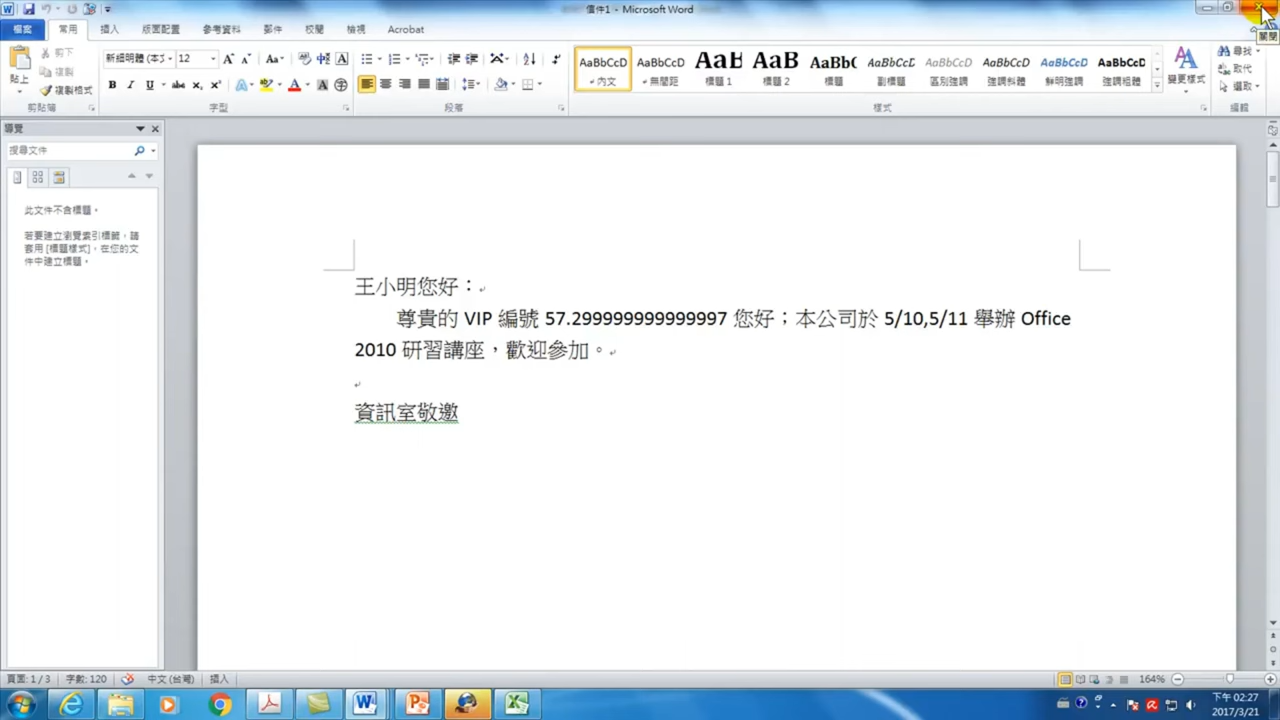 信件1 - Microsoft Word
檔案 常用 插入 版面配置 參考資料 郵件 校閱 檢視 Acrobat
關閉
貼上 剪下 複製 複製格式
新細明體 (本文 12
AaBbCcD AaBbCcD AaBb AaB AaBbC AaBbCcD AaBbCcD AaBbCcD AaBbCcD AaBbCcD
內文 無間距 標題 1 標題 2 標題 副標題 區別強調 強調斜體 鮮明強調 強調粗體
變更樣式
尋找 取代 選取
剪貼簿 字型 段落 樣式 編輯
導覽
搜尋文件
此文件不含標題。
若要建立瀏覽索引標籤，請
套用 [標題樣式]，在您的文
件中建立標題。
王小明您好：
尊貴的 VIP 編號 57.299999999999997 您好；本公司於 5/10,5/11 舉辦 Office
2010 研習講座，歡迎參加。
資訊室敬邀
頁面: 1 / 3 字數: 120 中文 (台灣) 插入 164%
下午 02:27
2017/3/21